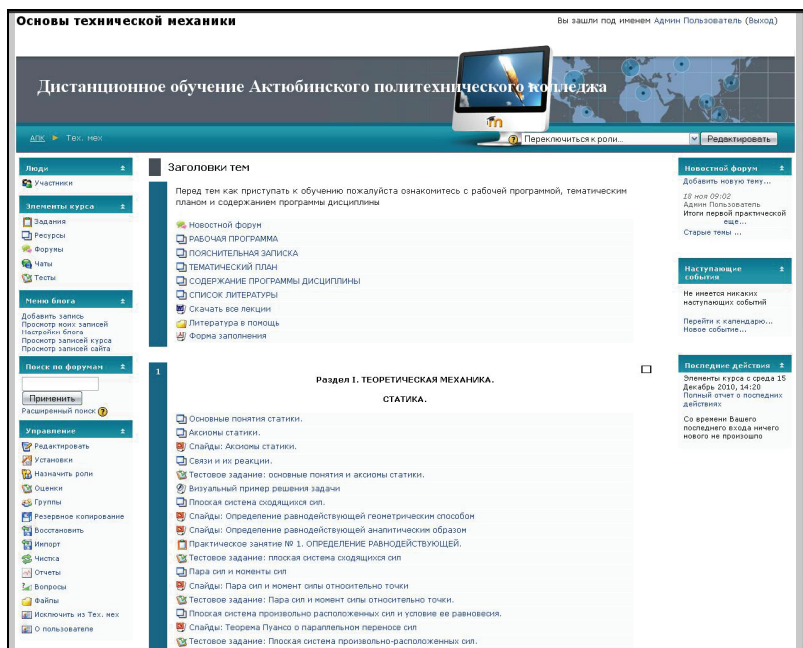 Основы технической механики
Вы зашли под именем Админ Пользователь (Выход)
Дистанционное обучение Актюбинского политехнического колледжа
АПК ► Тех. мех
Переключиться к роли...
Редактировать
Люди
Участники
Элементы курса
Задания
Ресурсы
Форумы
Чаты
Тесты
Меню блога
Добавить запись
Просмотр моих записей
Настройки блога
Просмотр записей курса
Просмотр записей сайта
Поиск по форумам
Применить
Расширенный поиск
Управление
Редактировать
Установки
Назначить роли
Оценки
Группы
Резервное копирование
Восстановить
Импорт
Чистка
Отчеты
Вопросы
Файлы
Исключить из Тех. мех
О пользователе
Заголовки тем
Перед тем как приступать к обучению пожалуйста ознакомитесь с рабочей программой, тематическим
планом и содержанием программы дисциплины
Новостной форум
РАБОЧАЯ ПРОГРАММА
ПОЯСНИТЕЛЬНАЯ ЗАПИСКА
ТЕМАТИЧЕСКИЙ ПЛАН
СОДЕРЖАНИЕ ПРОГРАММЫ ДИСЦИПЛИНЫ
СПИСОК ЛИТЕРАТУРЫ
Скачать все лекции
Литература в помощь
Форма заполнения
1
Раздел I. ТЕОРЕТИЧЕСКАЯ МЕХАНИКА.
СТАТИКА.
Основные понятия статики.
Аксиомы статики.
Слайды: Аксиомы статики.
Связи и их реакции.
Тестовое задание: основные понятия и аксиомы статики.
Визуальный пример решения задачи
Плоская система сходящихся сил.
Слайды: Определение равнодействующей геометрическим способом
Слайды: Определение равнодействующей аналитическим образом
Практическое занятие № 1. ОПРЕДЕЛЕНИЕ РАВНОДЕЙСТВУЮЩЕЙ.
Тестовое задание: плоская система сходящихся сил
Пара сил и моменты сил
Слайды: Пара сил и момент силы относительно точки
Тестовое задание: Пара сил и момент силы относительно точки.
Плоская система произвольно расположенных сил и условие ее равновесия.
Слайды: Теорема Пуансо о параллельном переносе сил
Тестовое задание: Плоская система произвольно-расположенных сил.
Новостной форум
Добавить новую тему...
18 ноя 09:02
Админ Пользователь
Итоги первой практической
еще...
Старые темы ...
Наступающие
события
Не имеется никаких
наступающих событий
Перейти к календарю...
Новое событие...
Последние действия
Элементы курса с среда 15
Декабрь 2010, 14:20
Полный отчет о последних
действиях
Со времени Вашего
последнего входа ничего
нового не произошло